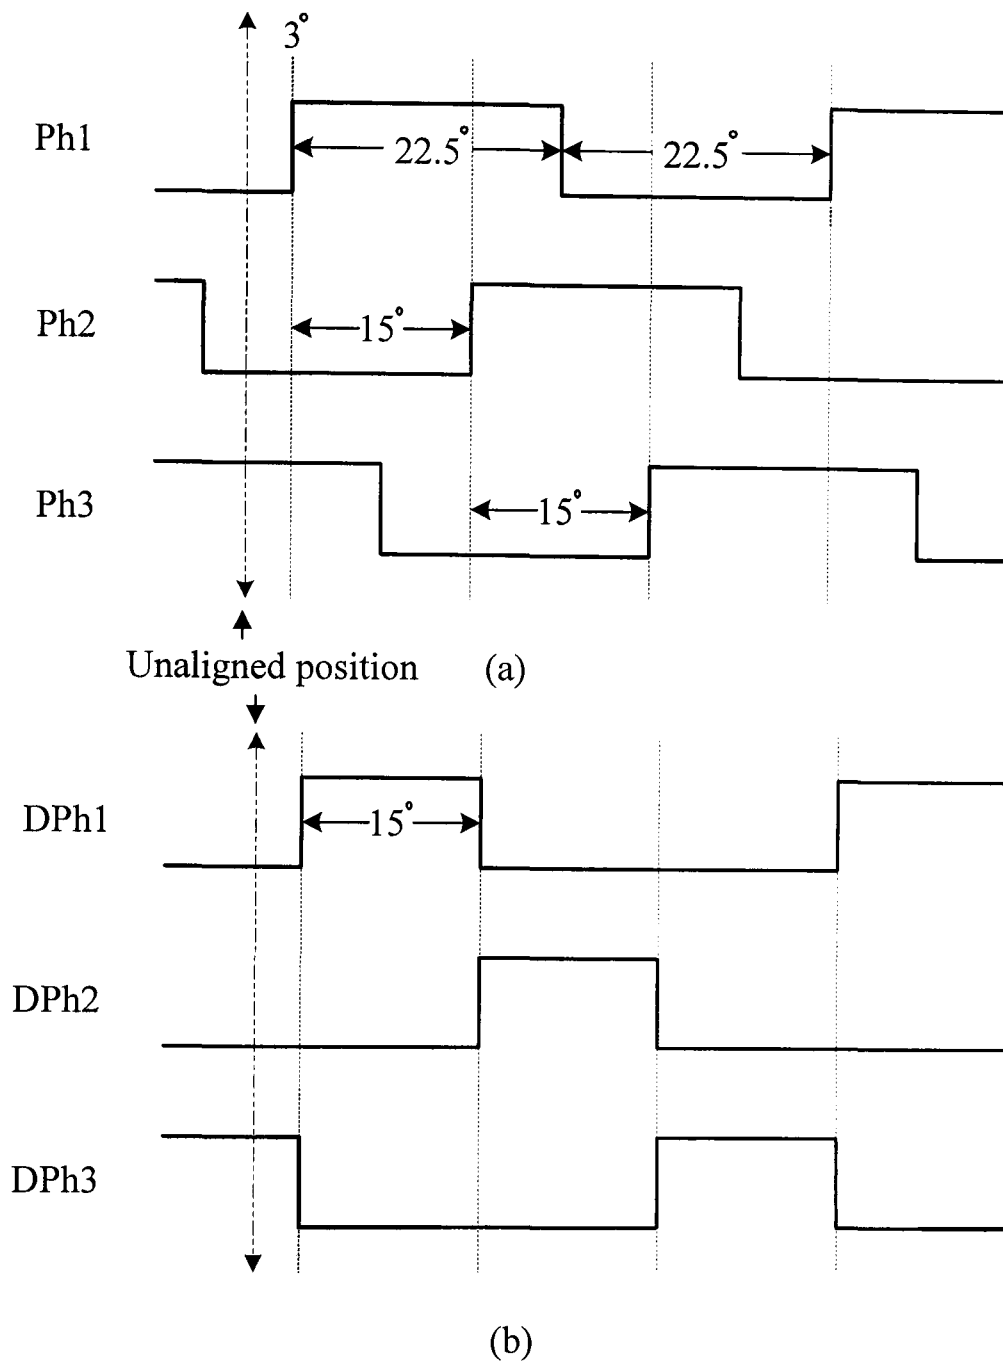 3°
Ph1
22.5°
22.5°
Ph2
15°
Ph3
15°
Unaligned position
(a)
DPh1
15°
DPh2
DPh3
(b)